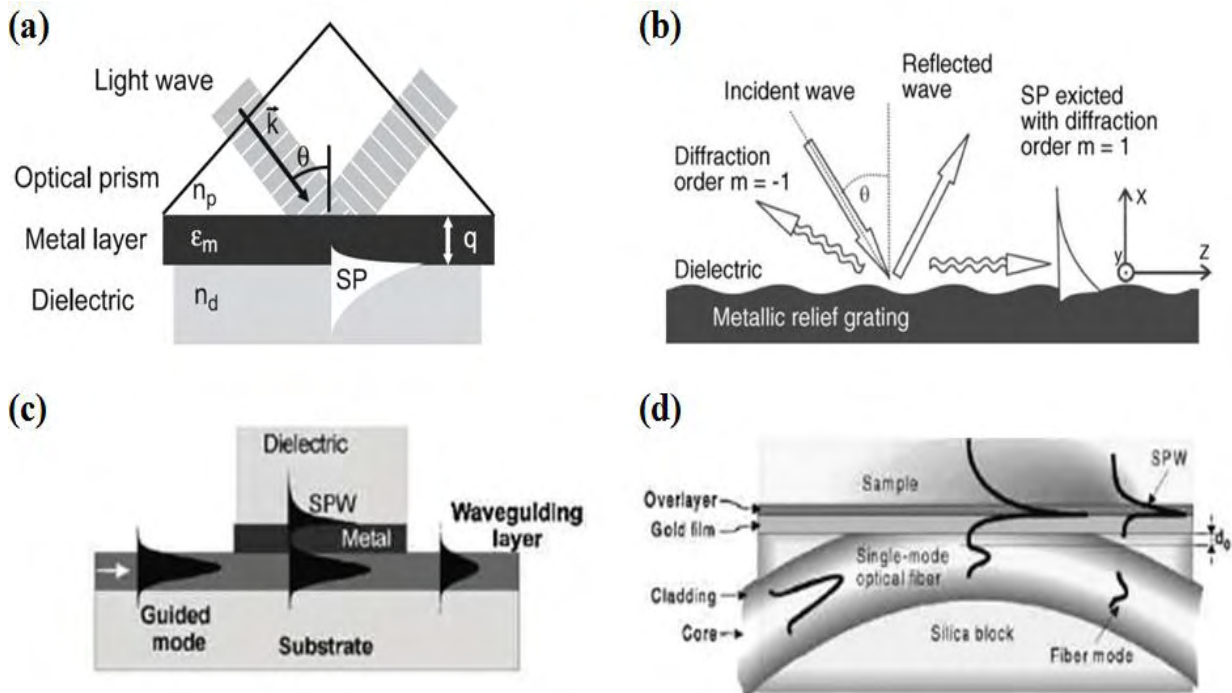 (a)
Light wave
k
θ
Optical prism
n_p
Metal layer
ε_m
q
SP
Dielectric
n_d
(b)
Incident wave
Reflected
wave
SP exicted
with diffraction
order m = 1
Diffraction
order m = -1
θ
X
y
Z
Dielectric
Metallic relief grating
(c)
Dielectric
SPW
Metal
Waveguiding
layer
Guided
mode
Substrate
(d)
SPW
Sample
Overlayer
Gold film
d₀
Single-mode
optical fiber
Cladding
Core
Silica block
Fiber mode